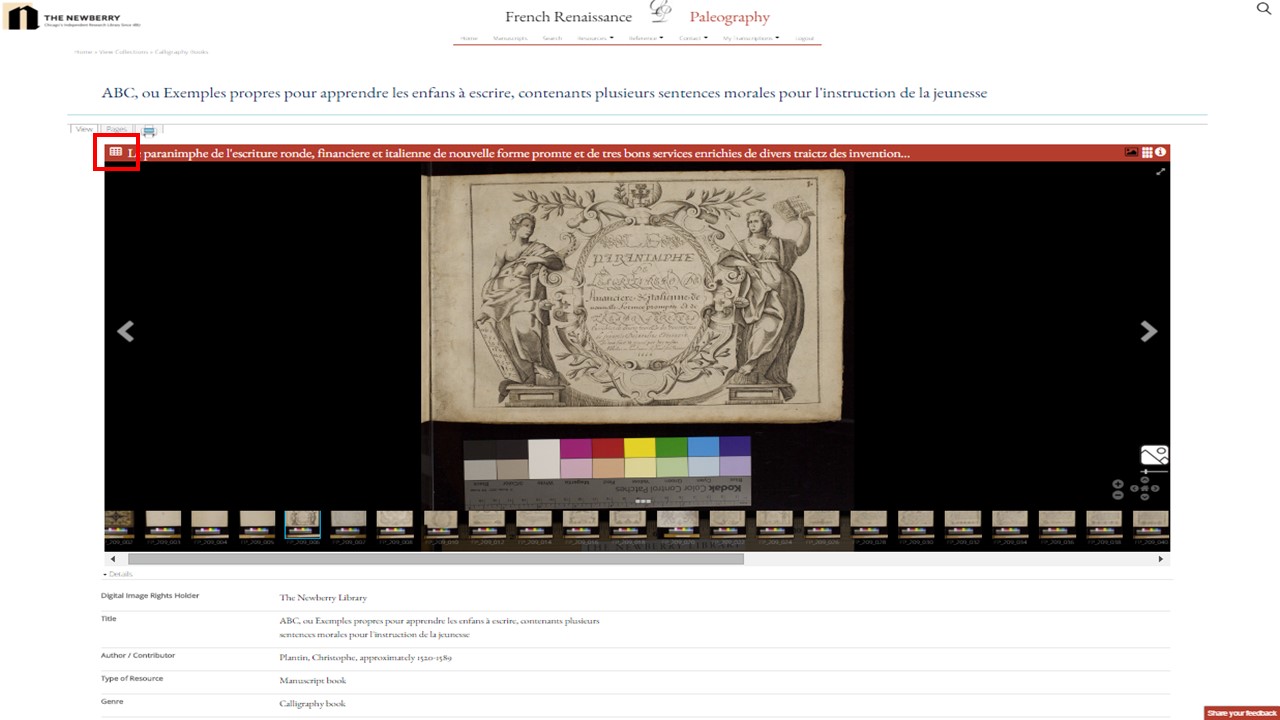 THE NEWBERRY
Chicago's Independent Research Library Since 1887
French Renaissance Paleography
Home Manuscripts Search Resources Reference Contact My Transcriptions Logout
Home » View Collections » Calligraphy Books
ABC, ou Exemples propres pour apprendre les enfans à escrire, contenants plusieurs sentences morales pour l'instruction de la jeunesse
View Pages
paranimphe de l'escriture ronde, financiere et italienne de nouvelle forme promte et de tres bons services enrichies de divers traictz des invention...
LE
PARANIMPHE
financiere & italienne de
Kodak Color Control Patches
THE NEWBERRY LIBRARY
Details
Digital Image Rights Holder The Newberry Library
Title ABC, ou Exemples propres pour apprendre les enfans à escrire, contenants plusieurs
sentences morales pour l'instruction de la jeunesse
Author / Contributor Plantin, Christophe, approximately 1520-1589
Type of Resource Manuscript book
Genre Calligraphy book
Share your feedback